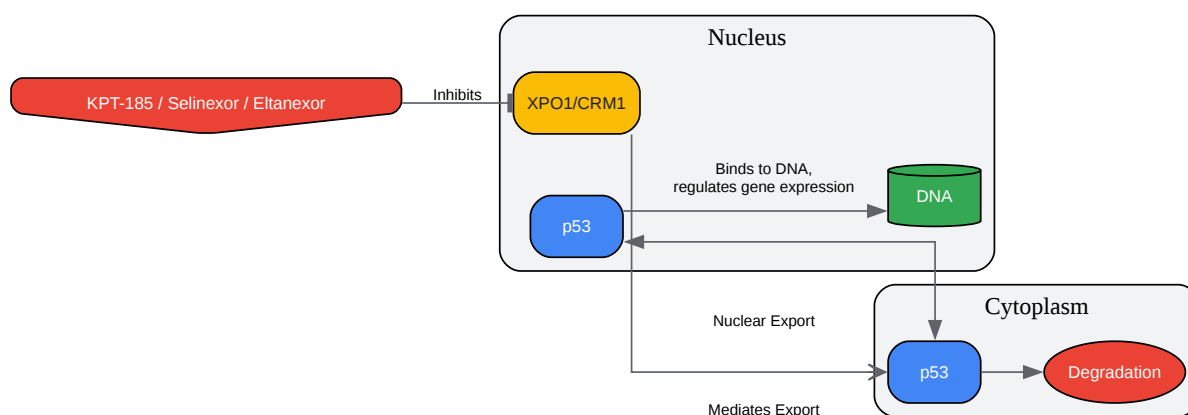 Nucleus
KPT-185 / Selinexor / Eltanexor
Inhibits
XPO1/CRM1
Binds to DNA,
regulates gene expression
DNA
p53
Cytoplasm
Nuclear Export
p53
Degradation
Mediates Export